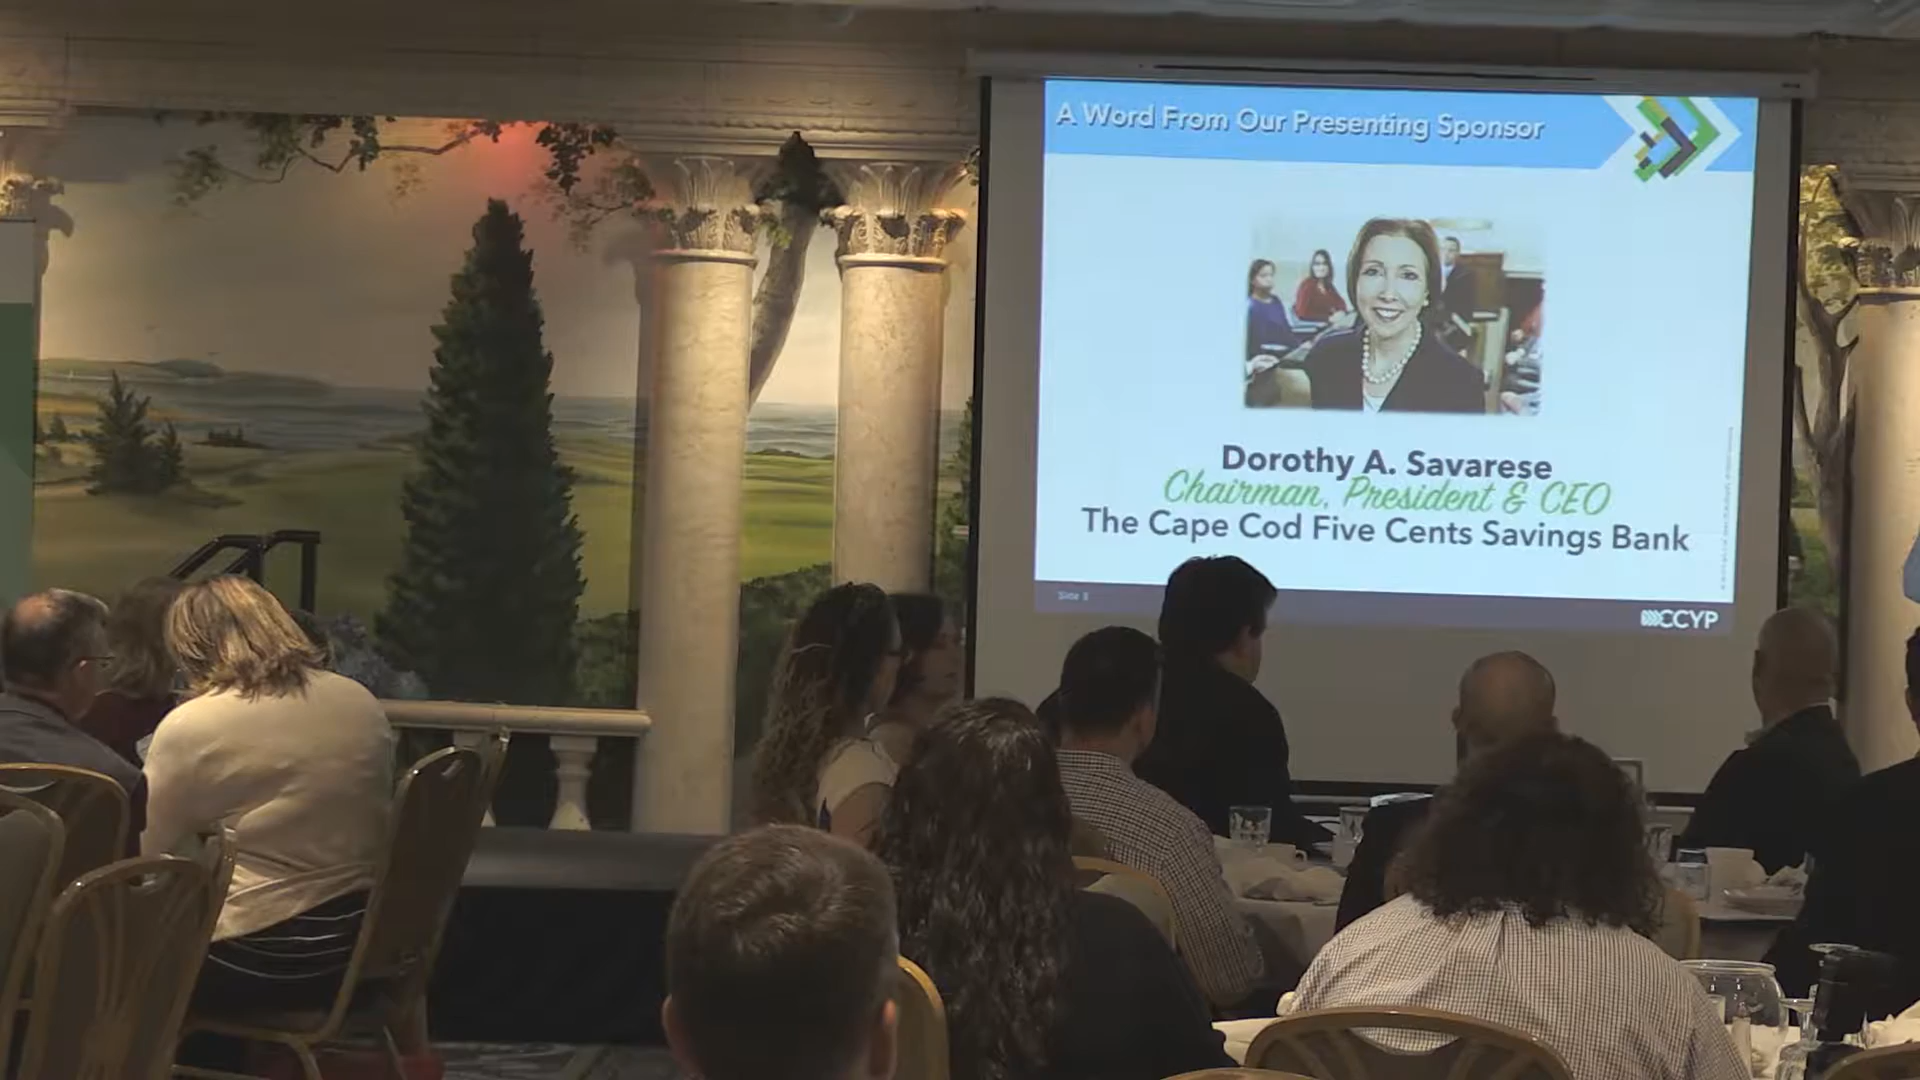 A Word From Our Presenting Sponsor
Dorothy A. Savarese
Chairman, President & CEO
The Cape Cod Five Cents Savings Bank
CCYP